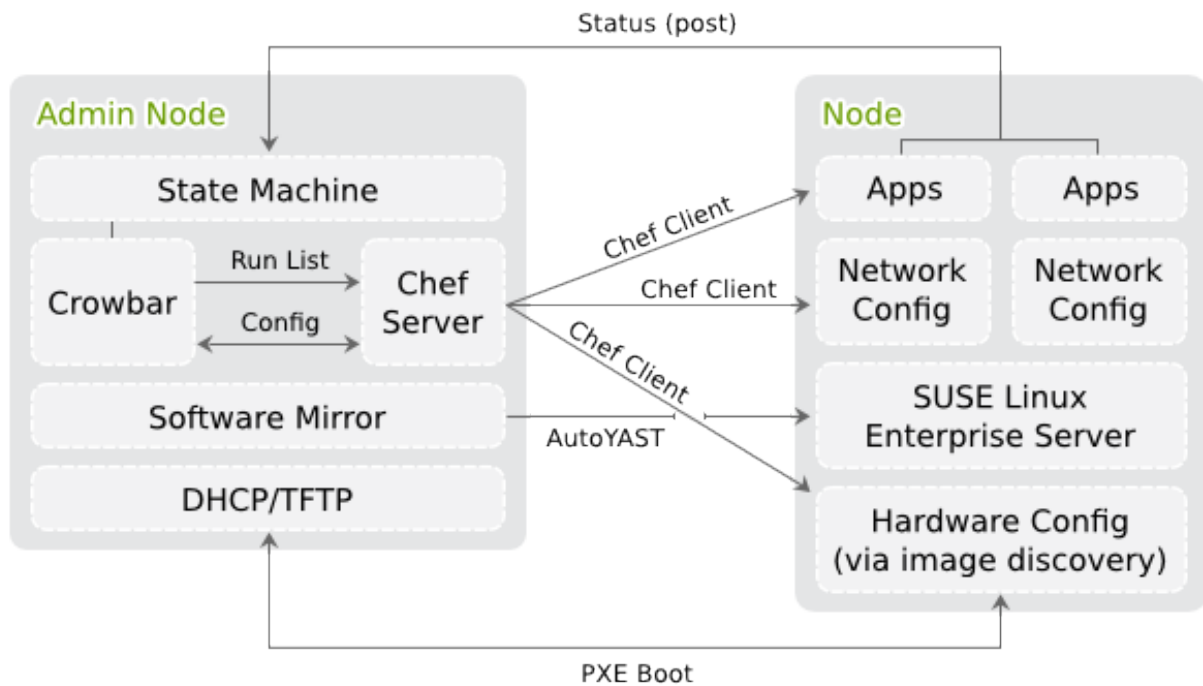 Status (post)
Admin Node
State Machine
Crowbar
Run List
Config
Chef
Server
Software Mirror
DHCP/TFTP
Chef Client
Chef Client
Chef Client
AutoYAST
Node
Apps
Apps
Network
Config
Network
Config
SUSE Linux
Enterprise Server
Hardware Config
(via image discovery)
PXE Boot